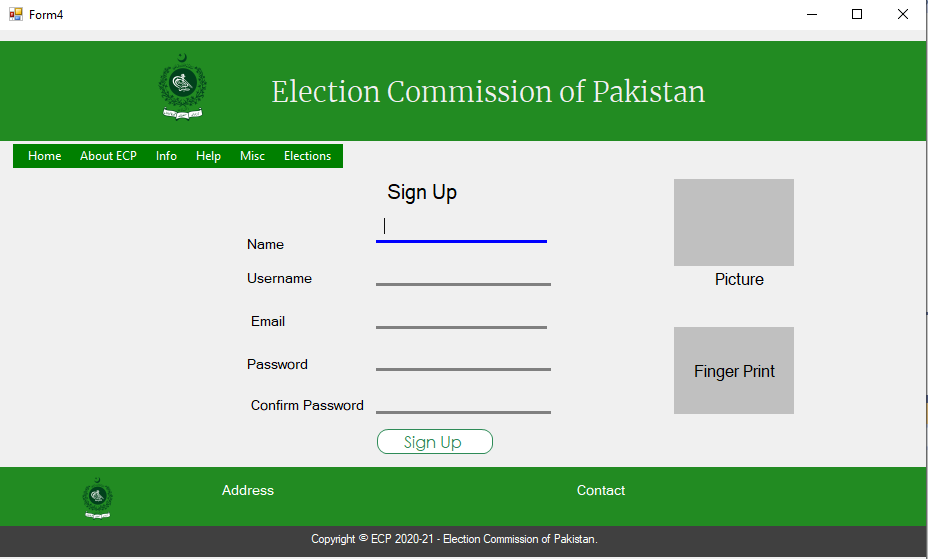 Form4
Election Commission of Pakistan
Home About ECP Info Help Misc Elections
Sign Up
Name
Username
Email
Password
Confirm Password
Sign Up
Picture
Finger Print
Address Contact
Copyright © ECP 2020-21 - Election Commission of Pakistan.